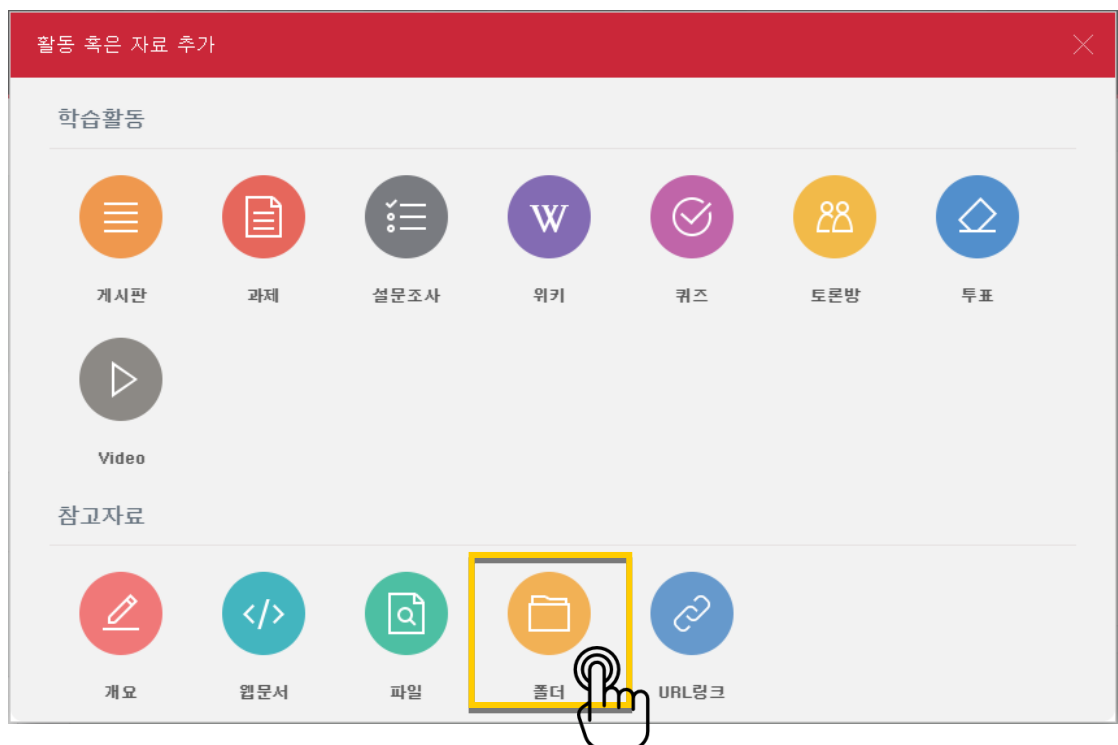 활동 혹은 자료 추가
학습활동
게시판 과제 설문조사 위키 퀴즈 토론방 투표
Video
참고자료
개요 웹문서 파일 폴더 URL링크